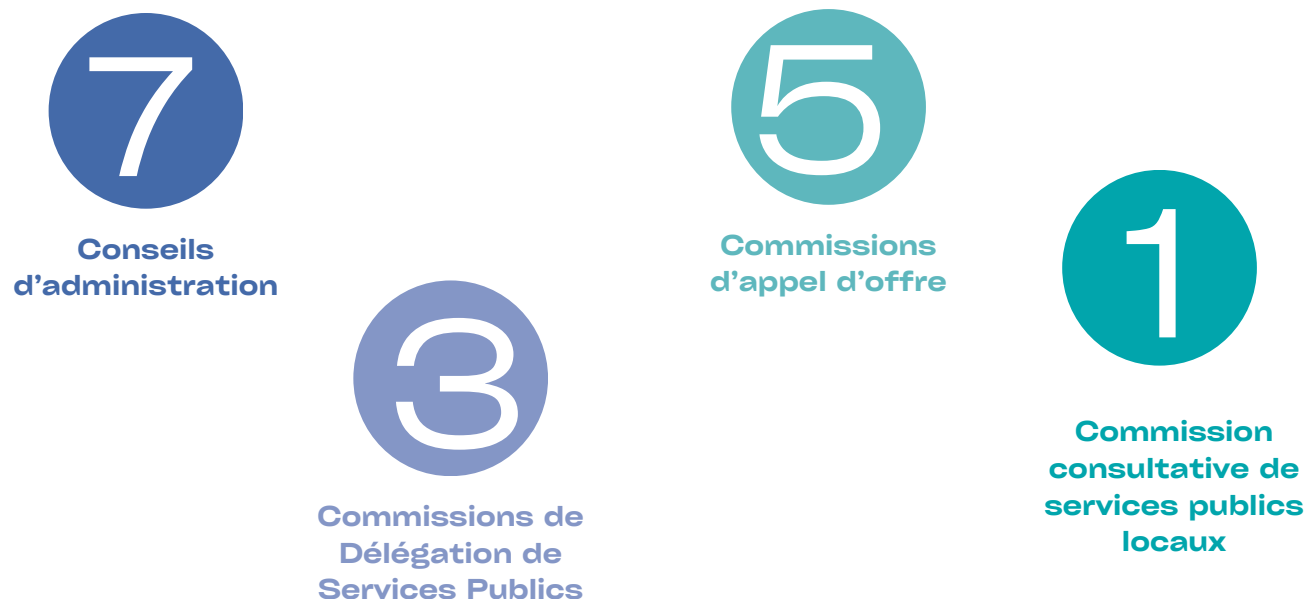 7
Conseils
d’administration
3
Commissions de
Délégation de
Services Publics
5
Commissions
d’appel d’offre
1
Commission
consultative de
services publics
locaux